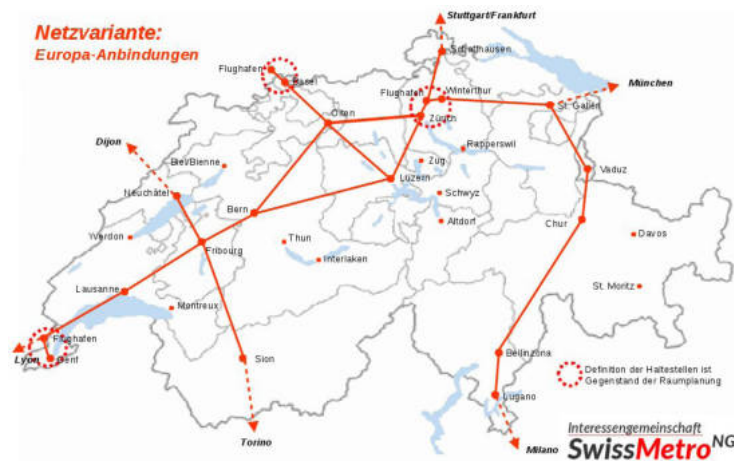 Netzvariante:
Europa-Anbindungen
Stuttgart/Frankfurt
Schaffhausen
Flughafen
Basel
Flughafen
Winterthur
München
St. Gallen
Olten
Zürich
Rapperswil
Dijon
Biel/Bienne
Zug
Vaduz
Luzern
Neuchâtel
Schwyz
Bern
Altdorf
Chur
Yverdon
Fribourg
Thun
Davos
Interlaken
Lausanne
Montreux
St. Moritz
Flughafen
Lyon
Genf
Sion
Bellinzona
Definition der Haltestellen ist
Gegenstand der Raumplanung
Lugano
Torino
Milano
Interessengemeinschaft
SwissMetro NG